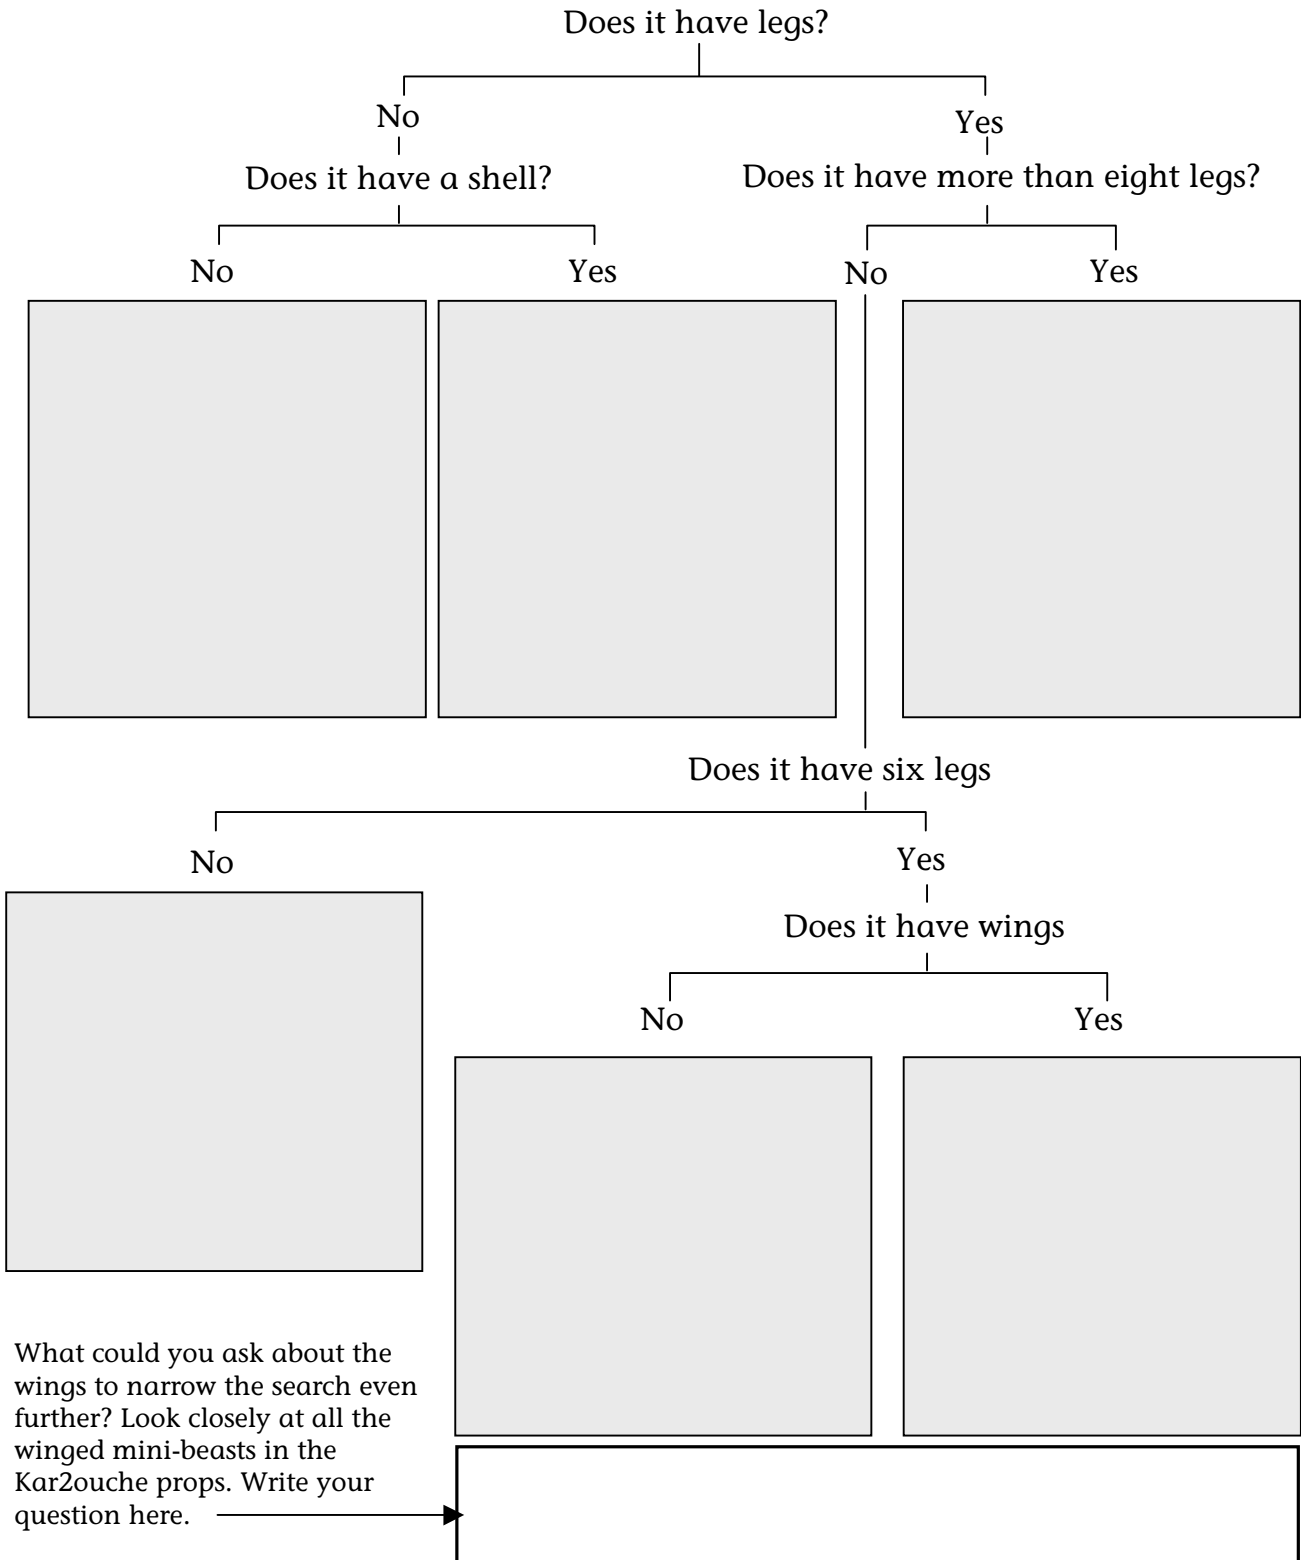 Does it have legs?
No
Yes
Does it have a shell?
Does it have more than eight legs?
No
Yes
No
Yes
Does it have six legs
No
Yes
Does it have wings
No
Yes
What could you ask about the
wings to narrow the search even
further? Look closely at all the
winged mini-beasts in the
Kar2ouche props. Write your
question here.